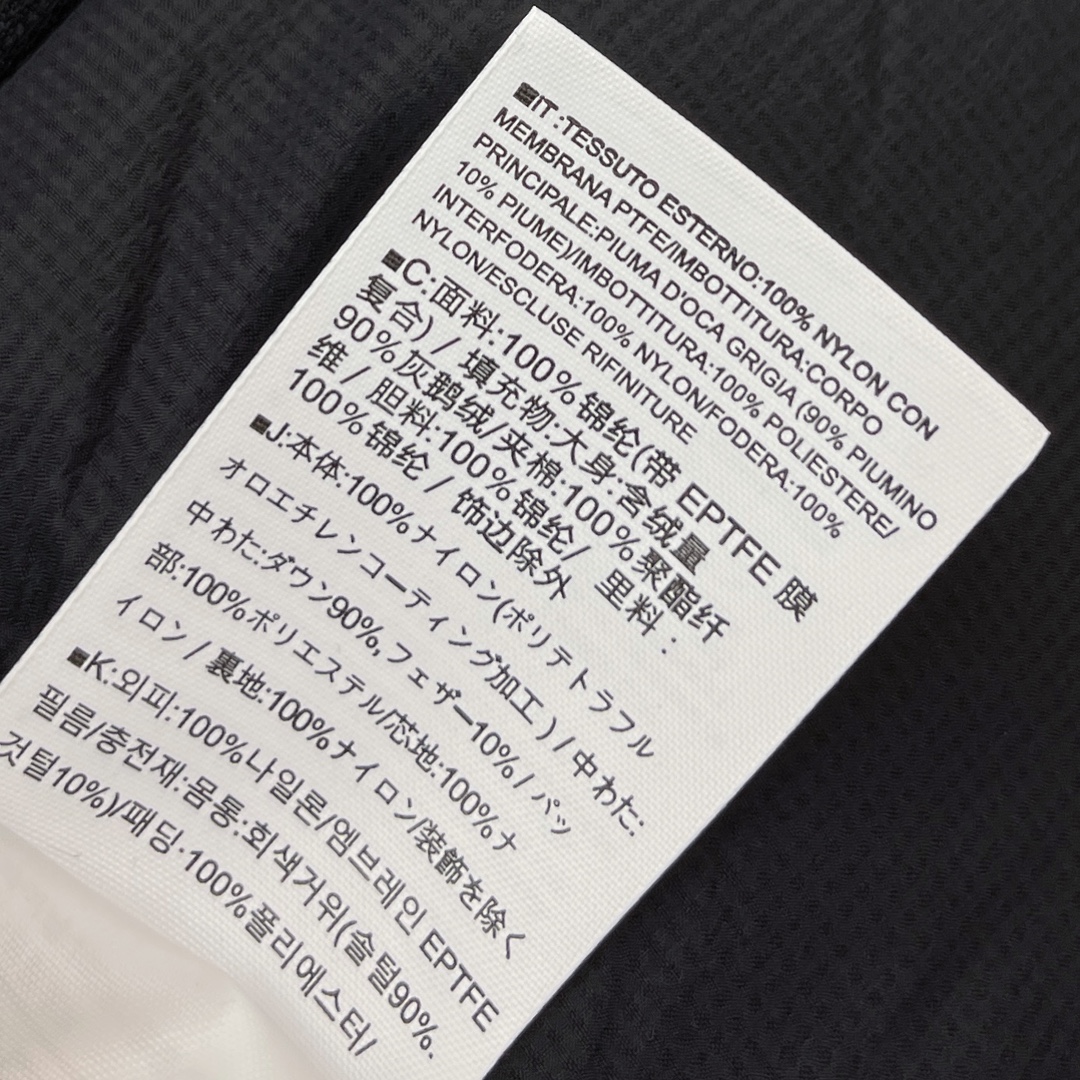 ■IT :TESSUTO ESTERNO:100% NYLON CON
MEMBRANA PTFE/IMBOTTITURA:CORPO
PRINCIPALE:PIUMA D'OCA GRIGIA (90% PIUMINO
10% PIUME)/IMBOTTITURA:100% POLIESTERE/
INTERFODERA:100% NYLON/FODERA:100%
NYLON/ESCLUSE RIFINITURE
■C:面料:100%锦纶(带 EPTFE 膜
复合) / 填充物:大身:含绒量
90%灰鹅绒/夹棉:100%聚酯纤
维 / 胆料:100%锦纶/ 里料 :
100%锦纶 / 饰边除外
■J:本体:100%ナイロン(ポリテトラフル
オロエチレンコーティング加工 ) / 中わた:
中わた:ダウン90%, フェザー10% / パッ
部:100%ポリエステル/芯地:100%ナ
イロン / 裏地:100%ナイロン/装飾を除く
■K:외피:100%나일론/엠브레인 EPTFE
필름/충전재:몸통:회색거위(솔털90%.
것털10%)/패딩:100%폴리에스터/